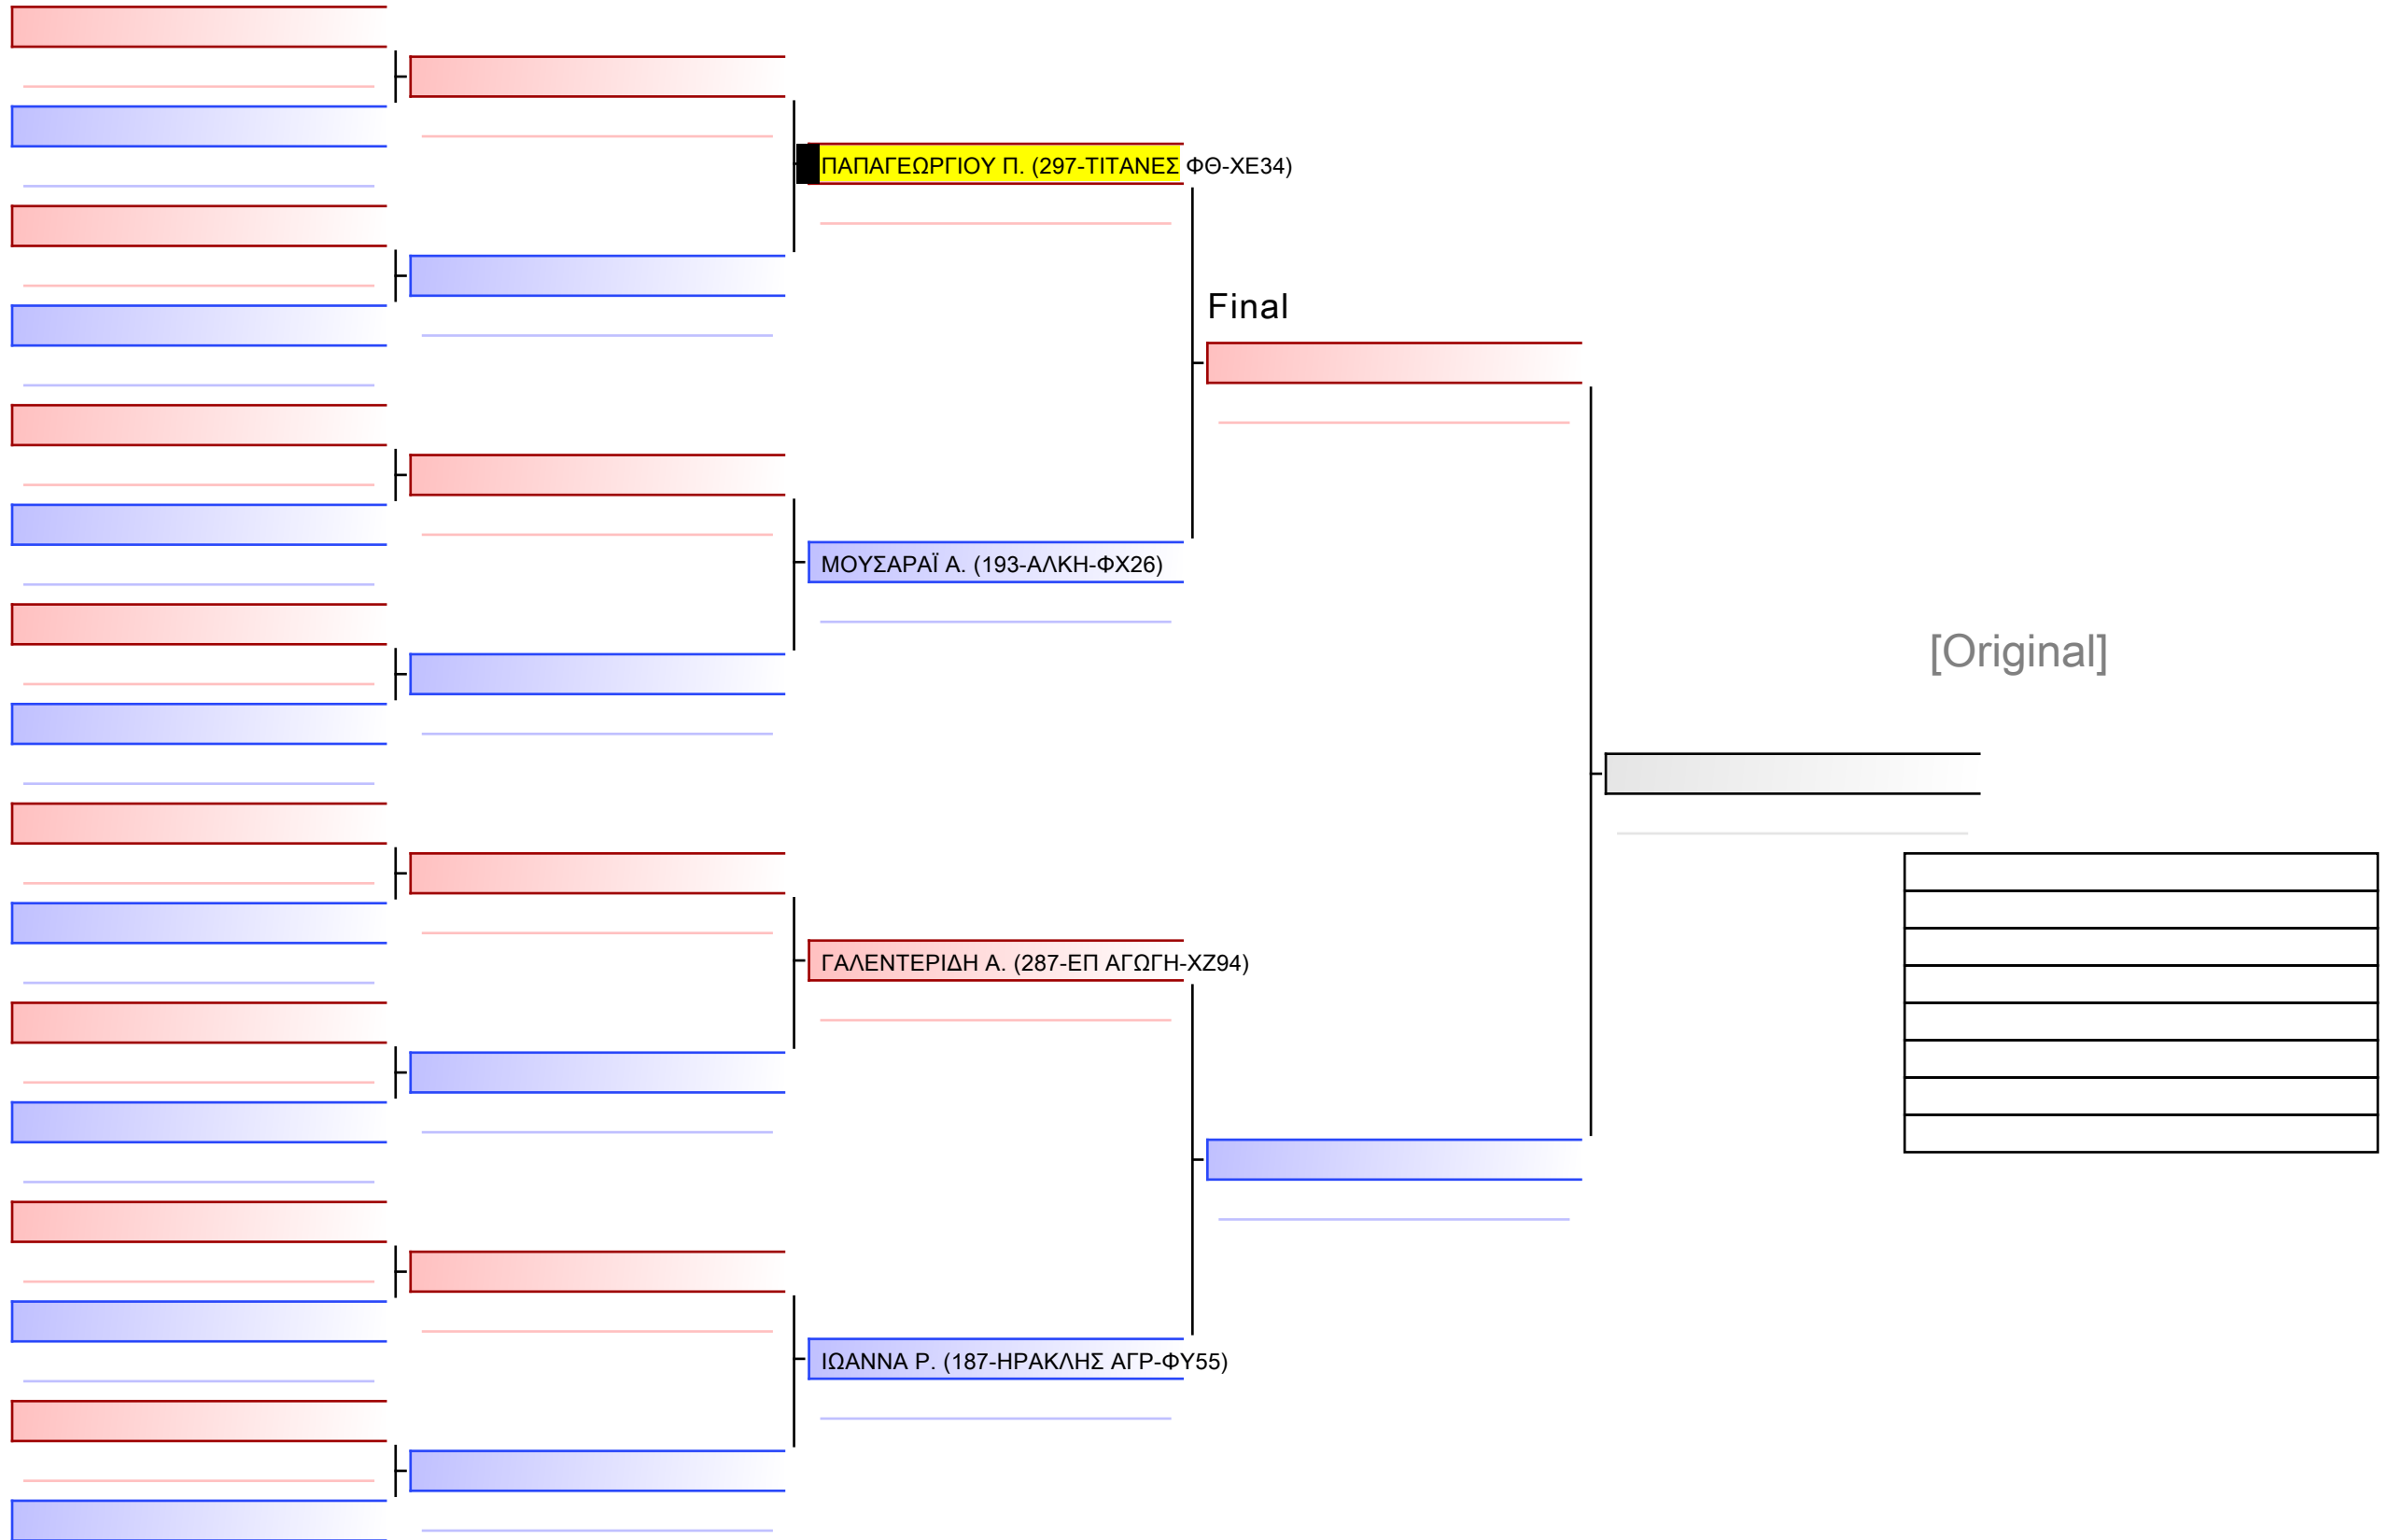 ΠΑΠΑΓΕΩΡΓΙΟΥ Π. (297-ΤΙΤΑΝΕΣ ΦΘ-ΧΕ34)
Final
ΜΟΥΣΑΡΑΪ Α. (193-ΑΛΚΗ-ΦΧ26)
[Original]
ΓΑΛΕΝΤΕΡΙΔΗ Α. (287-ΕΠ ΑΓΩΓΗ-ΧΖ94)
ΙΩΑΝΝΑ Ρ. (187-ΗΡΑΚΛΗΣ ΑΓΡ-ΦΥ55)